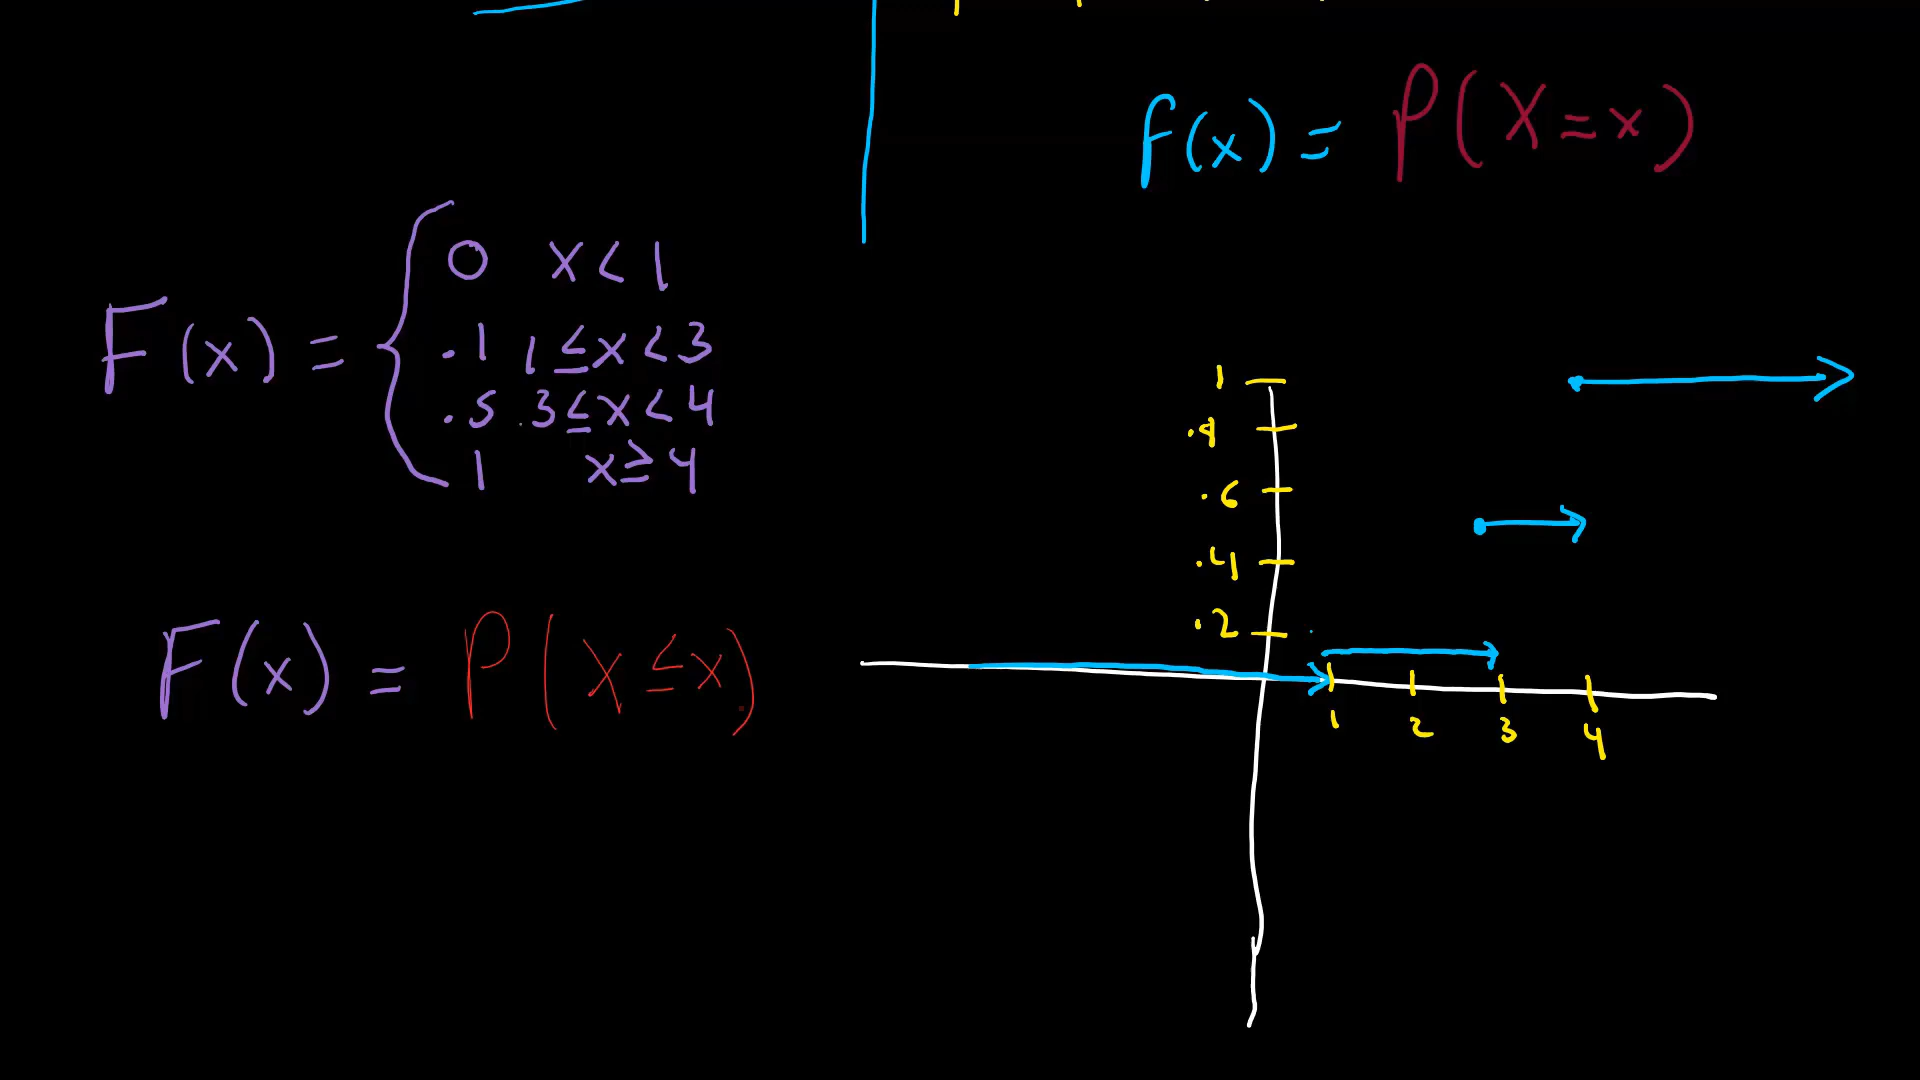 f(x) = P(X=x)
F(x) = { 0 x < 1
.1 1 ≤ x < 3
.5 3 ≤ x < 4
1 x ≥ 4
F(x) = P(X ≤ x)
1
.8
.6
.4
.2
1 2 3 4